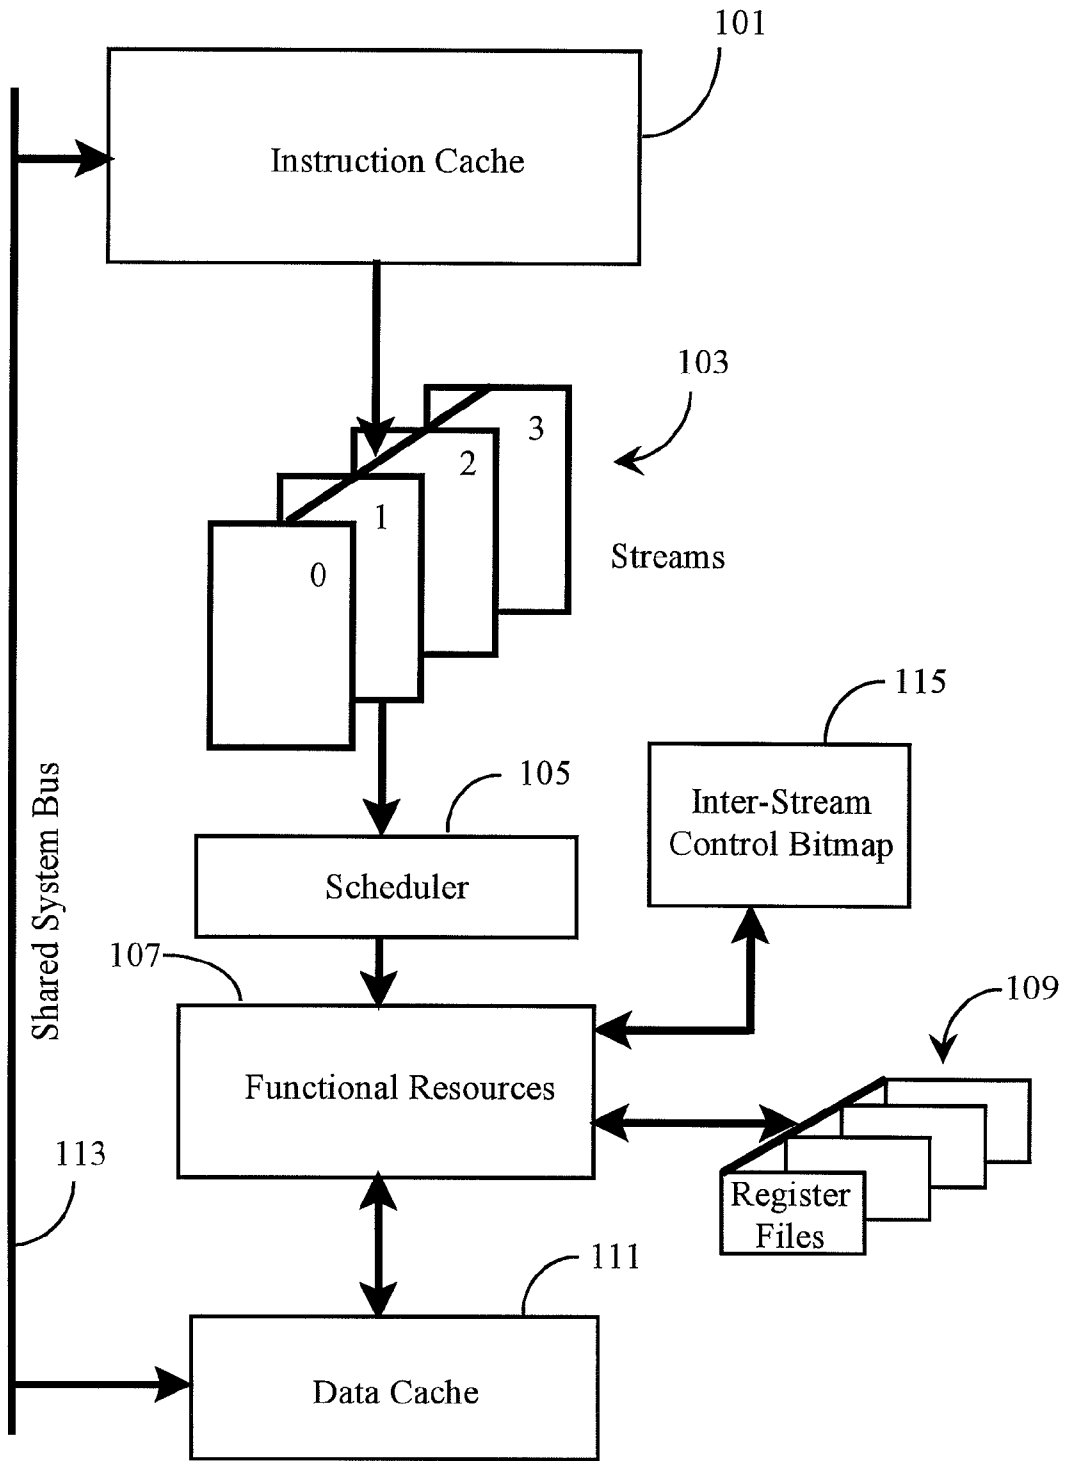 101
Instruction Cache
103
3
2
1
0
Streams
115
105
Inter-Stream
Control Bitmap
Scheduler
Shared System Bus
107
109
Functional Resources
113
Register
Files
111
Data Cache